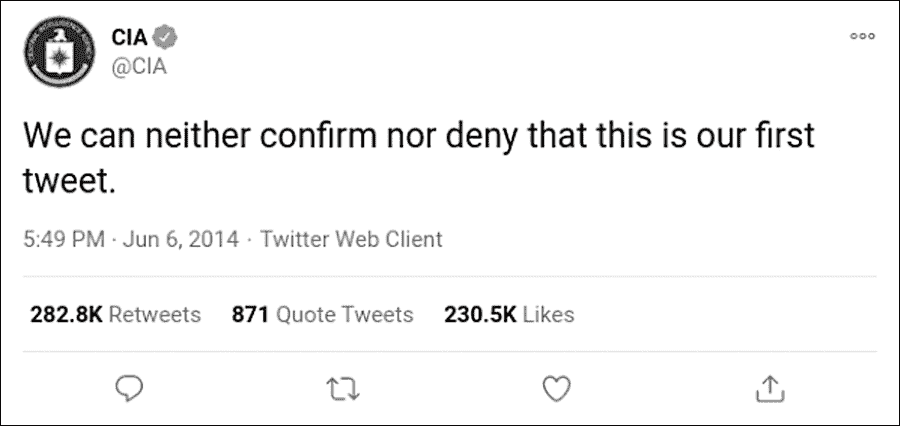 CIA
@CIA
We can neither confirm nor deny that this is our first
tweet.
5:49 PM · Jun 6, 2014 · Twitter Web Client
282.8K Retweets 871 Quote Tweets 230.5K Likes